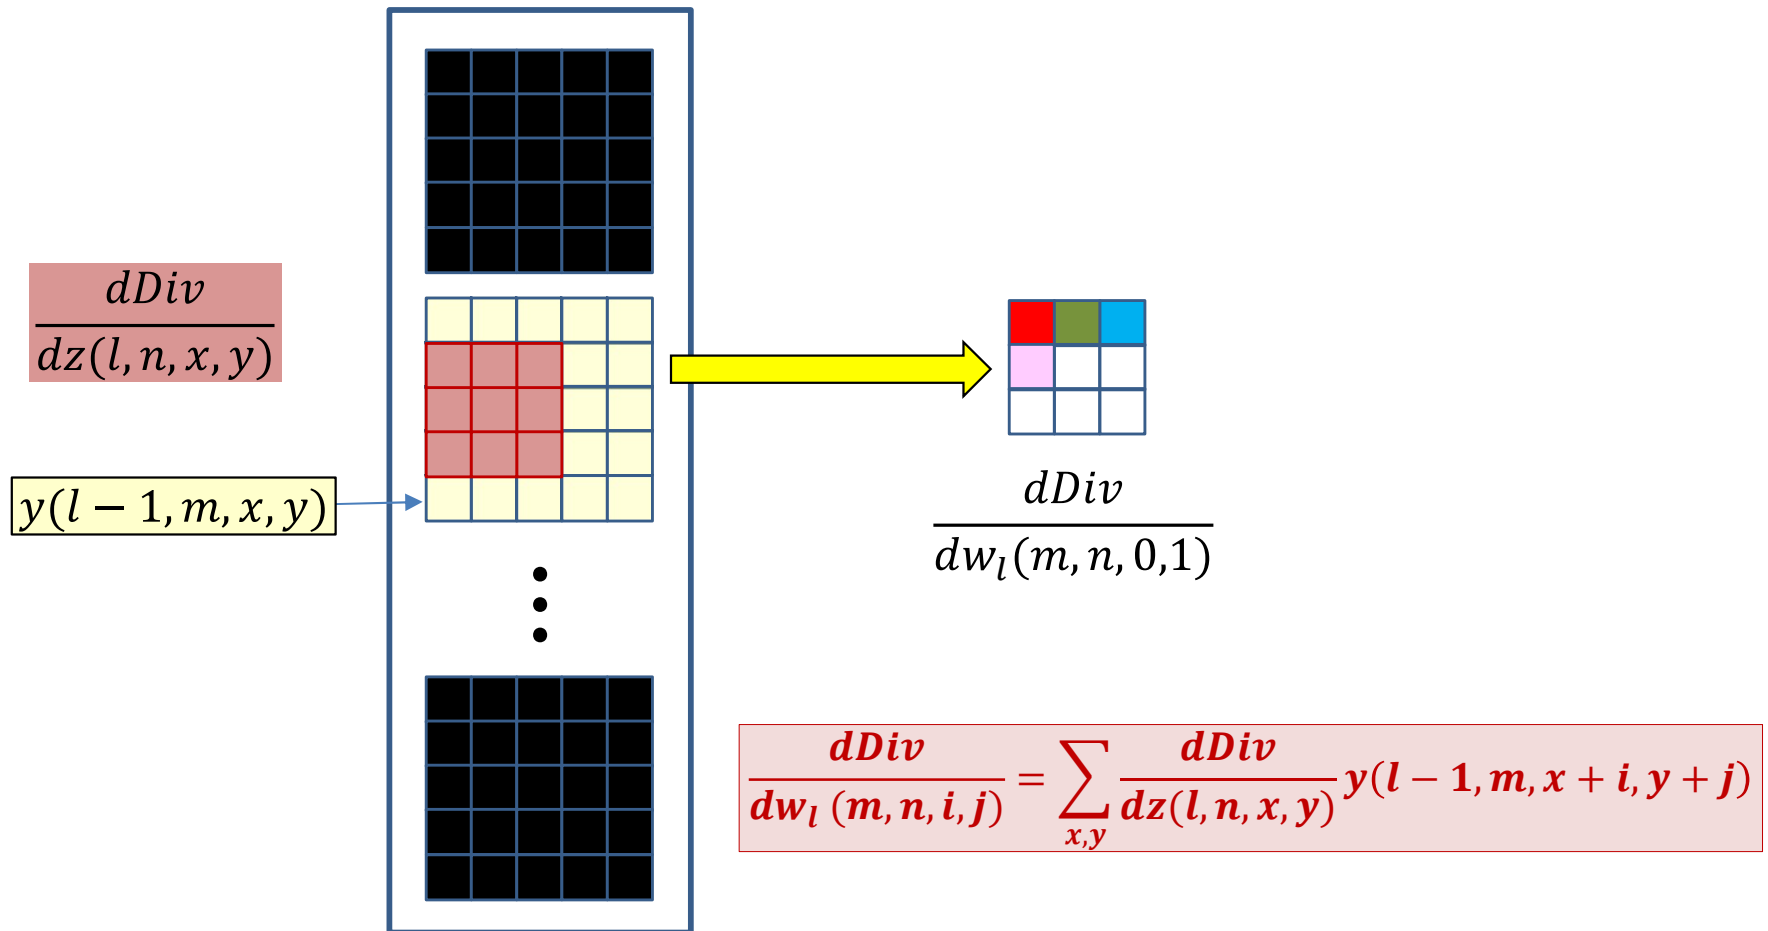 dDiv
dz(l, n, x, y)
y(l − 1, m, x, y)
dDiv
dw_l(m, n, 0,1)
dDiv / dw_l (m, n, i, j) = ∑_{x,y} dDiv / dz(l, n, x, y) y(l − 1, m, x + i, y + j)